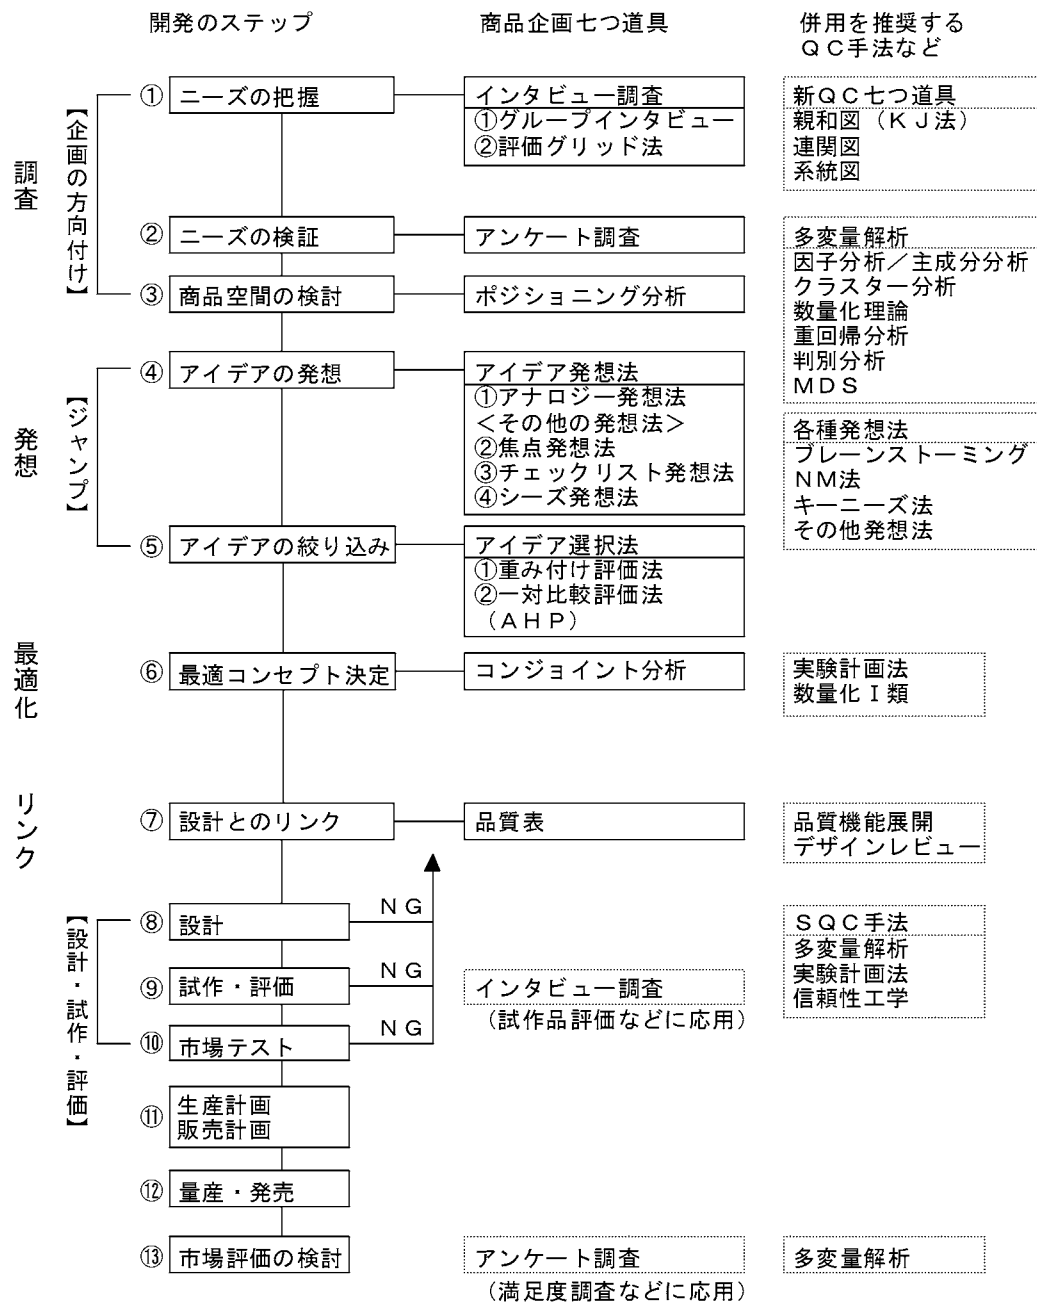 開発のステップ
商品企画七つ道具
併用を推奨する
ＱＣ手法など
調査
【企画の方向付け】
① ニーズの把握
インタビュー調査
①グループインタビュー
②評価グリッド法
新ＱＣ七つ道具
親和図（ＫＪ法）
連関図
系統図
② ニーズの検証
アンケート調査
多変量解析
因子分析／主成分分析
クラスター分析
数量化理論
重回帰分析
判別分析
ＭＤＳ
③ 商品空間の検討
ポジショニング分析
発想
【ジャンプ】
④ アイデアの発想
アイデア発想法
①アナロジー発想法
＜その他の発想法＞
②焦点発想法
③チェックリスト発想法
④シーズ発想法
各種発想法
ブレーンストーミング
ＮＭ法
キーニーズ法
その他発想法
⑤ アイデアの絞り込み
アイデア選択法
①重み付け評価法
②一対比較評価法
（ＡＨＰ）
最適化
⑥ 最適コンセプト決定
コンジョイント分析
実験計画法
数量化Ｉ類
リンク
⑦ 設計とのリンク
品質表
品質機能展開
デザインレビュー
【設計・試作・評価】
⑧ 設計
ＮＧ
ＳＱＣ手法
多変量解析
実験計画法
信頼性工学
⑨ 試作・評価
ＮＧ
インタビュー調査
（試作品評価などに応用）
⑩ 市場テスト
ＮＧ
⑪ 生産計画
販売計画
⑫ 量産・発売
⑬ 市場評価の検討
アンケート調査
（満足度調査などに応用）
多変量解析